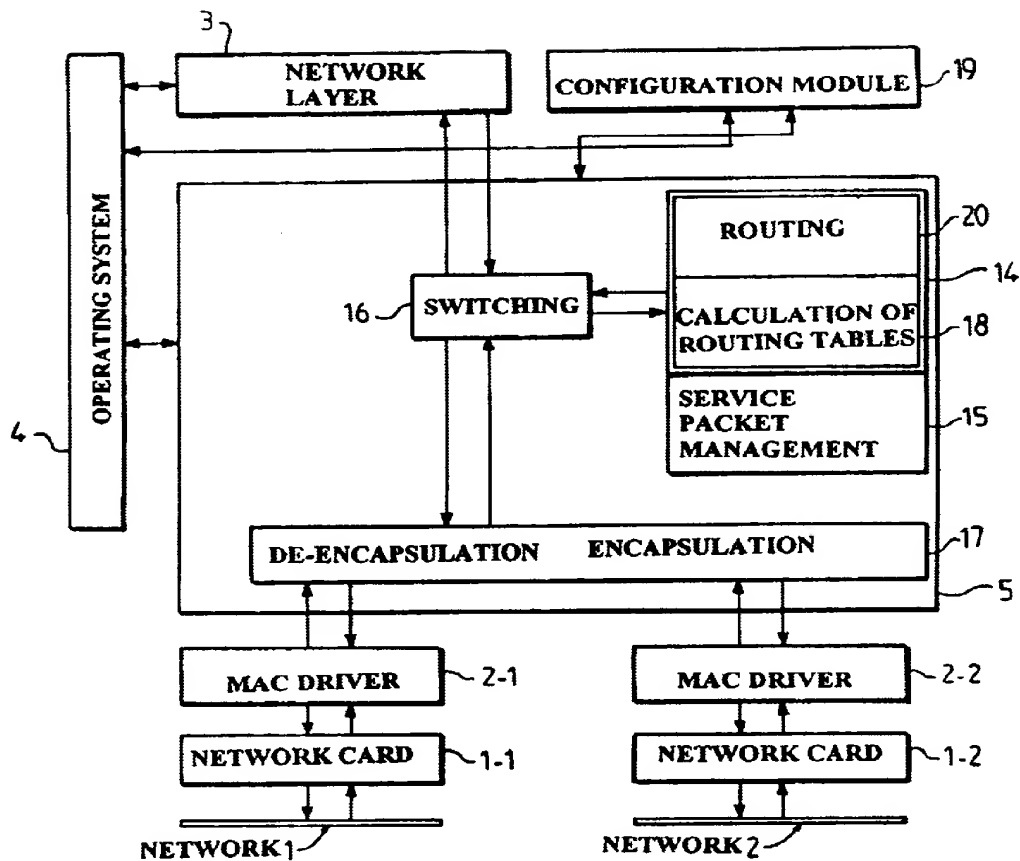 3
NETWORK
LAYER
CONFIGURATION MODULE
19
OPERATING SYSTEM
4
ROUTING
20
14
16
SWITCHING
CALCULATION OF
ROUTING TABLES
18
SERVICE
PACKET
MANAGEMENT
15
DE-ENCAPSULATION ENCAPSULATION
17
5
MAC DRIVER
2-1
MAC DRIVER
2-2
NETWORK CARD
1-1
NETWORK CARD
1-2
NETWORK 1
NETWORK 2